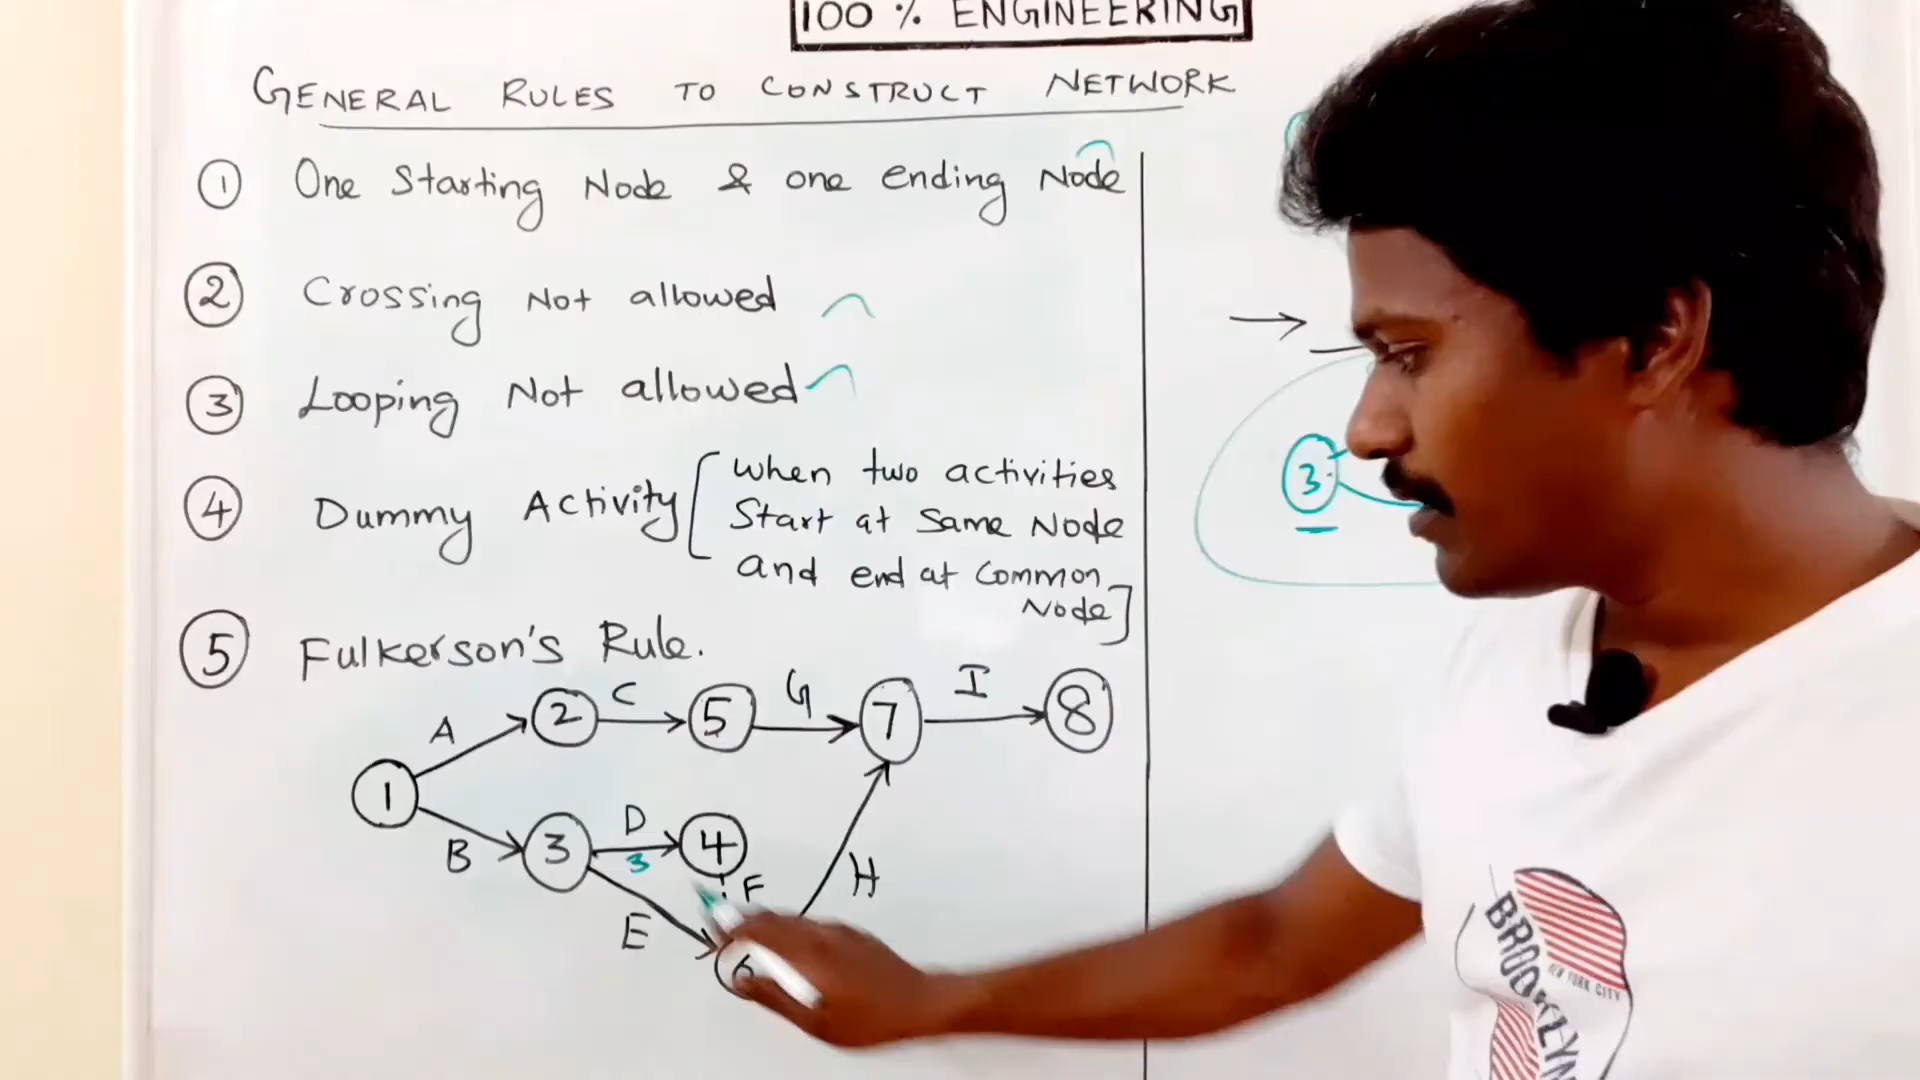 100 % ENGINEERING
GENERAL RULES TO CONSTRUCT NETWORK
1 One Starting Node & one ending Node
2 Crossing Not allowed
3 Looping Not allowed
4 Dummy Activity [when two activities
Start at Same Node
and end at Common
Node]
5 Fulkerson's Rule.
A 2 C 5 G 7 I 8
1
B 3 D 4
3
E F H
6
3
BROOKLYN
NEW YORK CITY